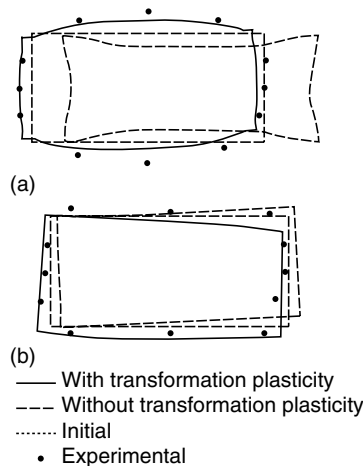 (a)
(b)
With transformation plasticity
Without transformation plasticity
Initial
Experimental